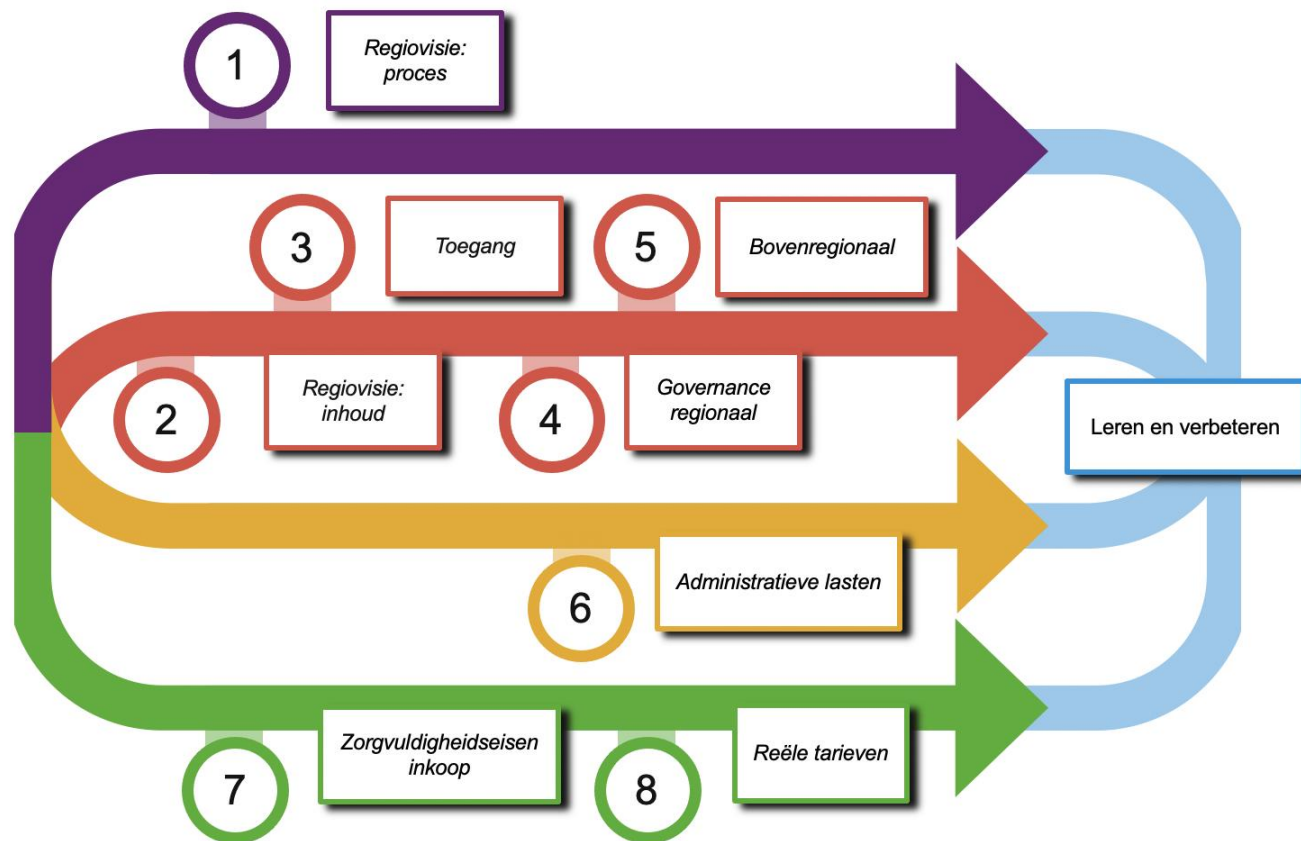 1
Regiovisie:
proces
3
Toegang
5
Bovenregionaal
2
Regiovisie:
inhoud
4
Governance
regionaal
Leren en verbeteren
6
Administratieve lasten
7
Zorgvuldigheidseisen
inkoop
8
Reële tarieven